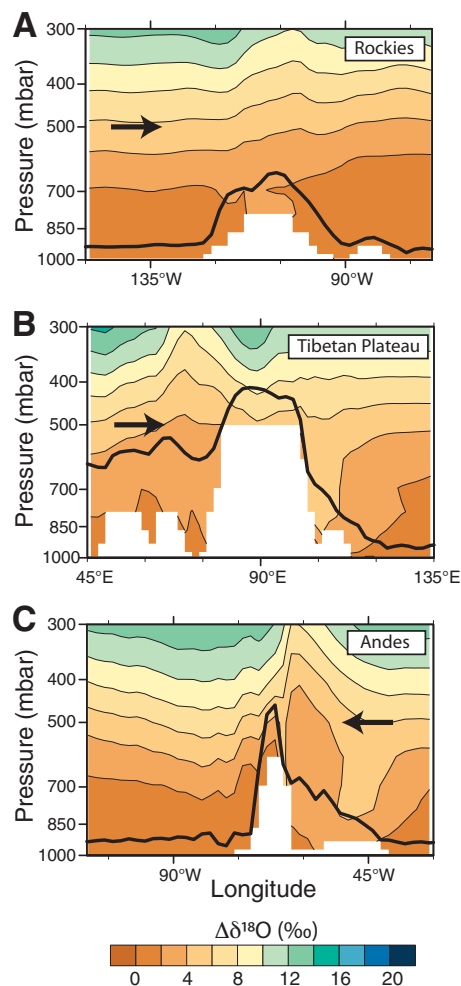 A
Rockies
Pressure (mbar)
300
400
500
700
850
1000
135°W
90°W
B
Tibetan Plateau
Pressure (mbar)
300
400
500
700
850
1000
45°E
90°E
135°E
C
Andes
Pressure (mbar)
300
400
500
700
850
1000
90°W
45°W
Longitude
Δδ¹⁸O (‰)
0 4 8 12 16 20